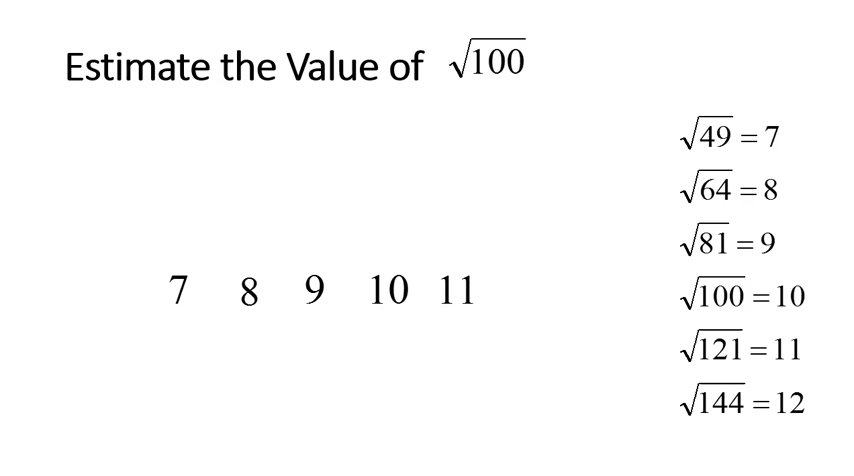 Estimate the Value of √100
√49 = 7
√64 = 8
√81 = 9
7 8 9 10 11
√100 = 10
√121 = 11
√144 = 12